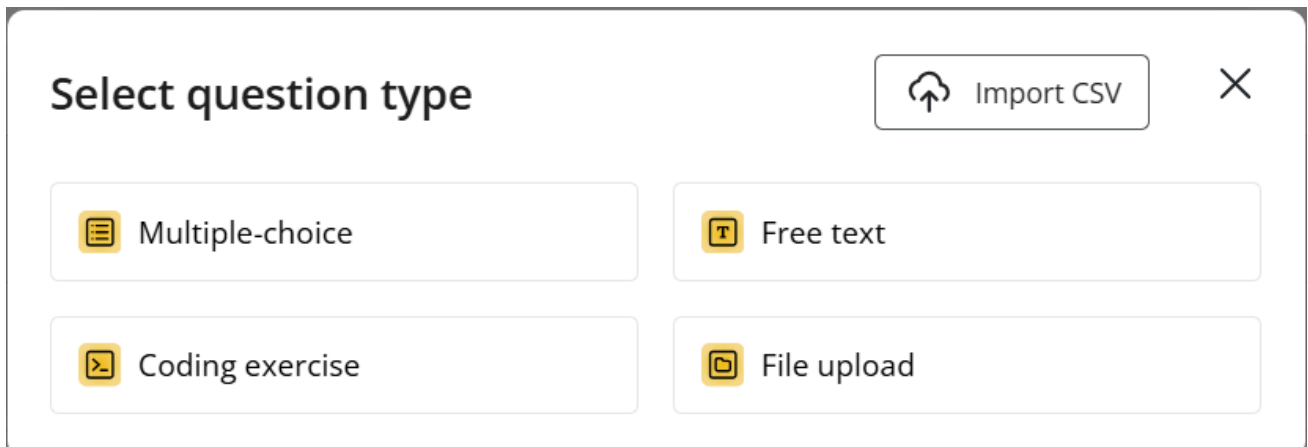 Select question type
Import CSV
Multiple-choice
Free text
Coding exercise
File upload